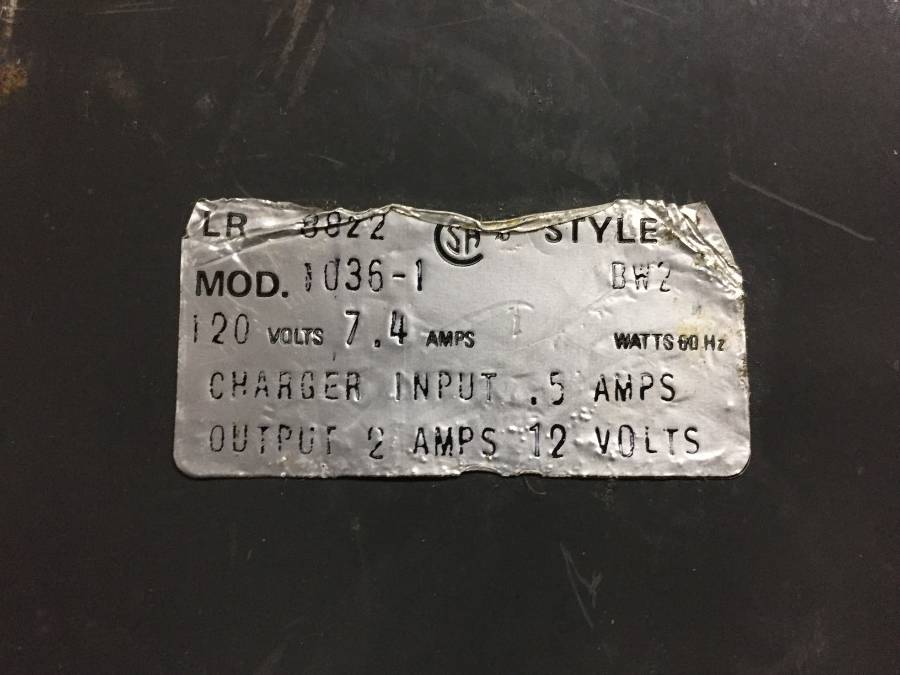 LR 8822 SA STYLE
MOD. 1036-1 BW2
120 VOLTS 7.4 AMPS WATTS 60 Hz
CHARGER INPUT .5 AMPS
OUTPUT 2 AMPS 12 VOLTS